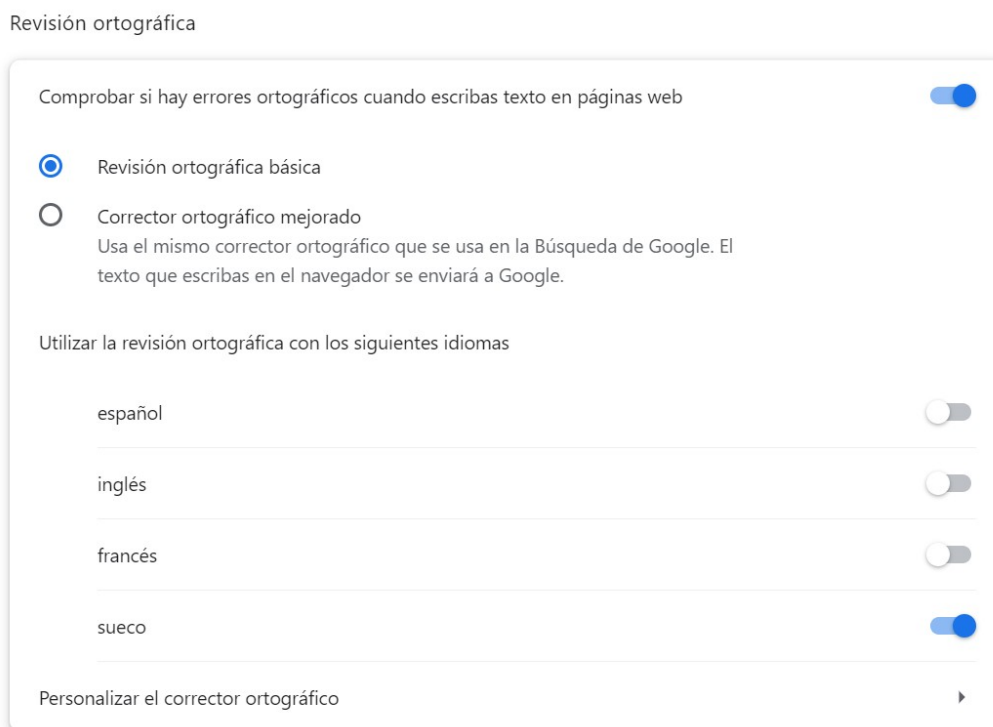 Revisión ortográfica
Comprobar si hay errores ortográficos cuando escribas texto en páginas web
Revisión ortográfica básica
Corrector ortográfico mejorado
Usa el mismo corrector ortográfico que se usa en la Búsqueda de Google. El
texto que escribas en el navegador se enviará a Google.
Utilizar la revisión ortográfica con los siguientes idiomas
español
inglés
francés
sueco
Personalizar el corrector ortográfico